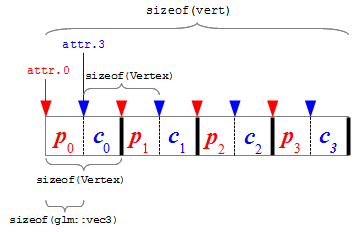 sizeof(vert)
attr.3
attr.0
sizeof(Vertex)
p0 c0 p1 c1 p2 c2 p3 c3
sizeof(Vertex)
sizeof(glm::vec3)